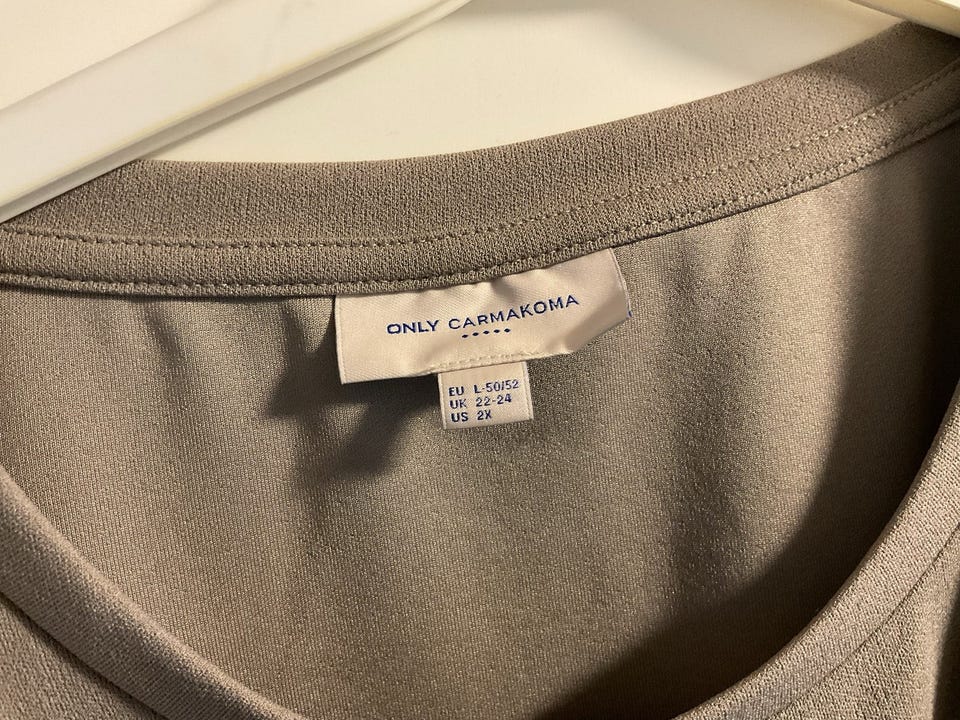 ONLY CARMAKOMA
EU L-50/52
UK 22-24
US 2X